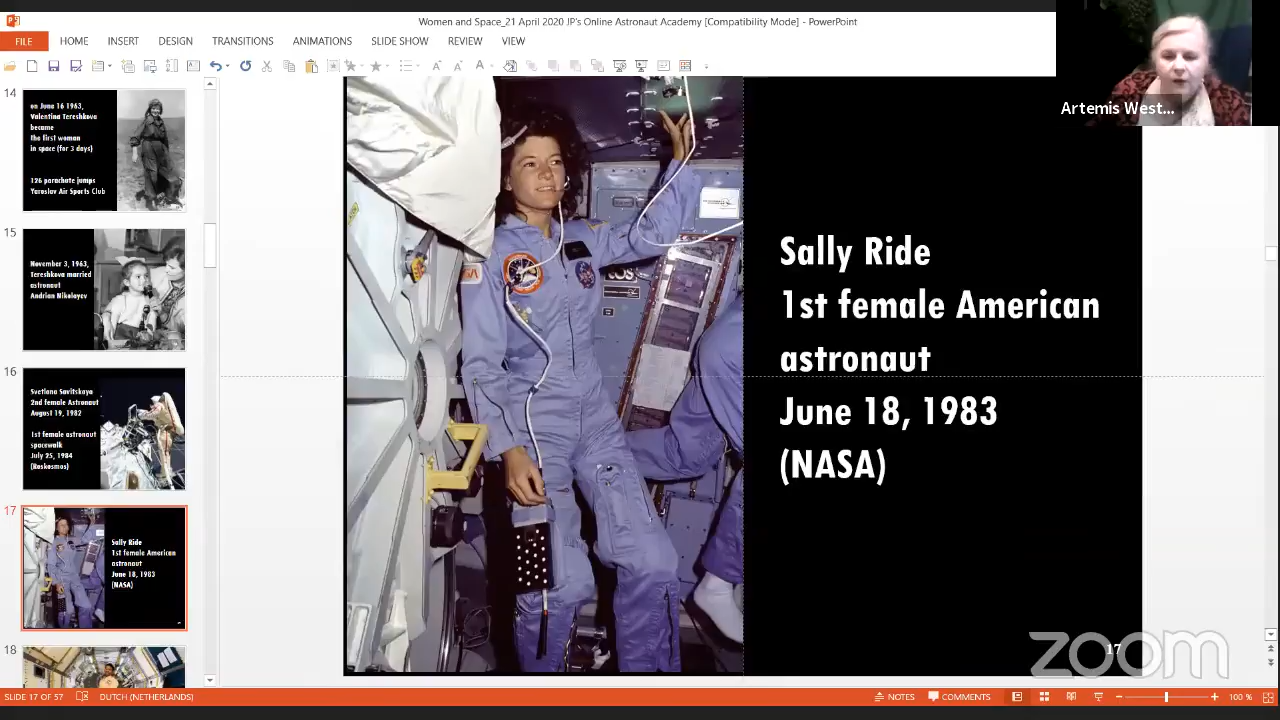 Women and Space_21 April 2020 JP's Online Astronaut Academy [Compatibility Mode] - PowerPoint
FILE HOME INSERT DESIGN TRANSITIONS ANIMATIONS SLIDE SHOW REVIEW VIEW
Artemis West...
14
on June 16 1963,
Valentina Tereshkova
became
The first woman
in space (for 3 days)
126 parachute jumps
Yaroslav Air Sports Club
15
November 3, 1963,
Tereshkova married
astronaut
Andrian Nikolayev
16
Svetlana Savitskaya
2nd female Astronaut
August 19, 1982
1st female astronaut
spacewalk
July 25, 1984
(Roskosmos)
17
Sally Ride
1st female American
astronaut
June 18, 1983
(NASA)
18
Sally Ride
1st female American
astronaut
June 18, 1983
(NASA)
17
zoom
SLIDE 17 OF 57 DUTCH (NETHERLANDS) NOTES COMMENTS 100 %